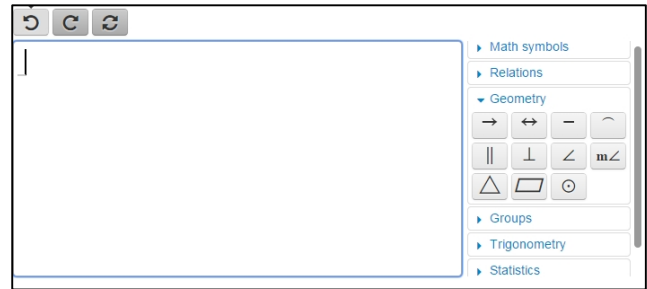 Math symbols
Relations
Geometry
→ ↔ — ⌒
∥ ⊥ ∠ m∠
△ ▱ ⊙
Groups
Trigonometry
Statistics